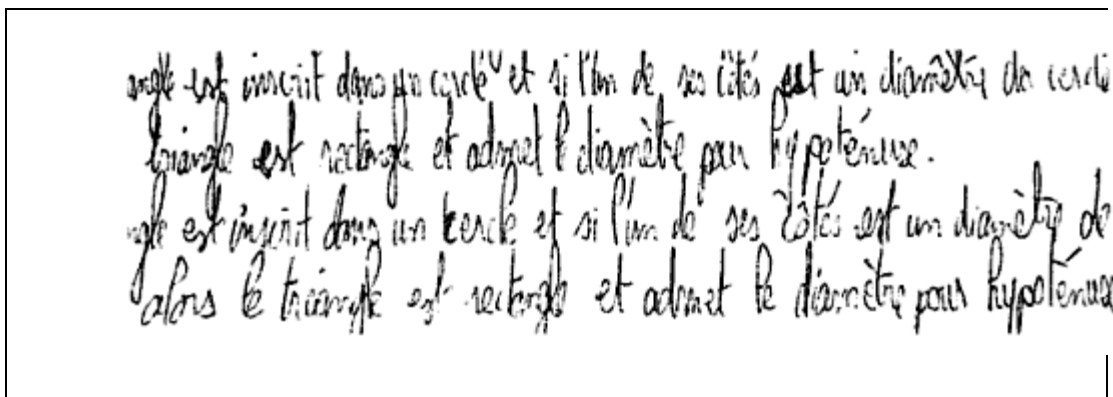 angle est inscrit dans un cercle et si l'un de ses côtés est un diamètre du cercle
triangle est rectangle et admet le diamètre pour hypoténuse.
ngle est inscrit dans un cercle et si l'un de ses côtés est un diamètre de
alors le triangle est rectangle et admet le diamètre pour hypoténuse